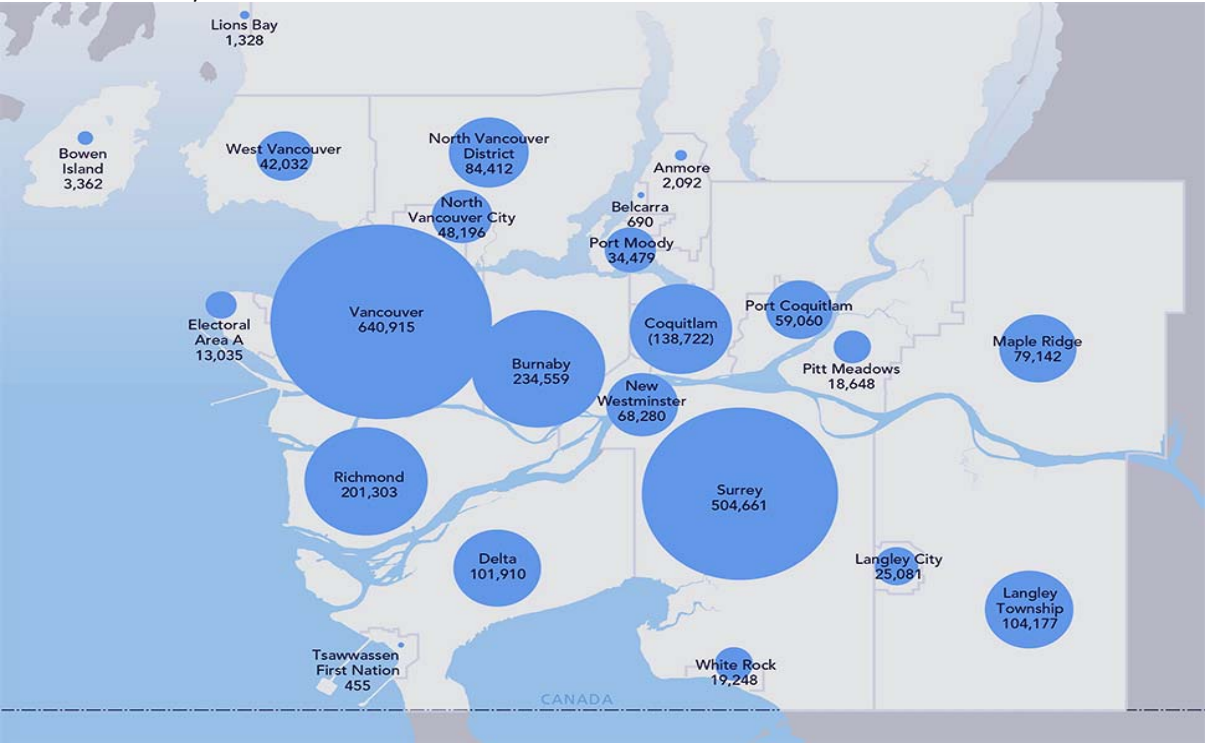 Lions Bay
1,328
Bowen
Island
3,362
West Vancouver
42,032
North Vancouver
District
84,412
Anmore
2,092
North
Vancouver City
48,196
Belcarra
690
Port Moody
34,479
Electoral
Area A
13,035
Vancouver
640,915
Burnaby
234,559
Coquitlam
(138,722)
Port Coquitlam
59,060
Pitt Meadows
18,648
Maple Ridge
79,142
New
Westminster
68,280
Richmond
201,303
Surrey
504,661
Delta
101,910
Langley City
25,081
Langley
Township
104,177
Tsawwassen
First Nation
455
White Rock
19,248
CANADA